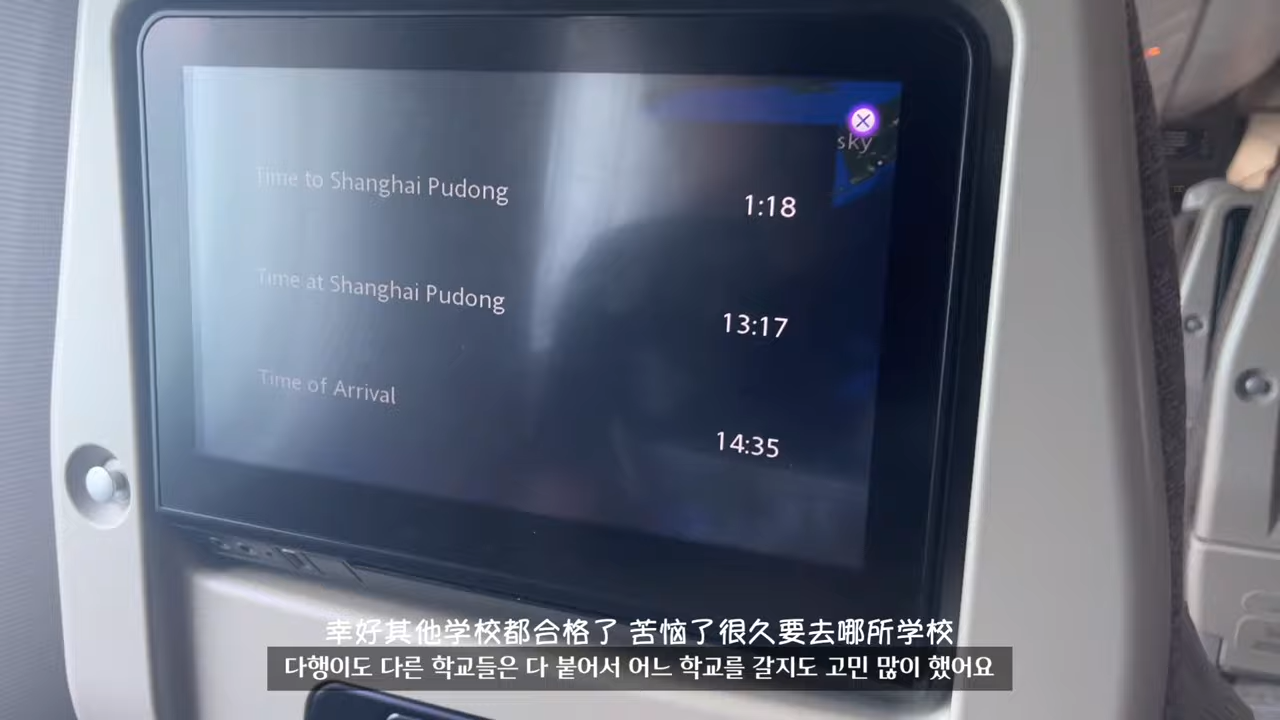 sky
Time to Shanghai Pudong
1:18
Time at Shanghai Pudong
13:17
Time of Arrival
14:35
幸好其他学校都合格了 苦恼了很久要去哪所学校
다행이도 다른 학교들은 다 붙어서 어느 학교를 갈지도 고민 많이 했어요